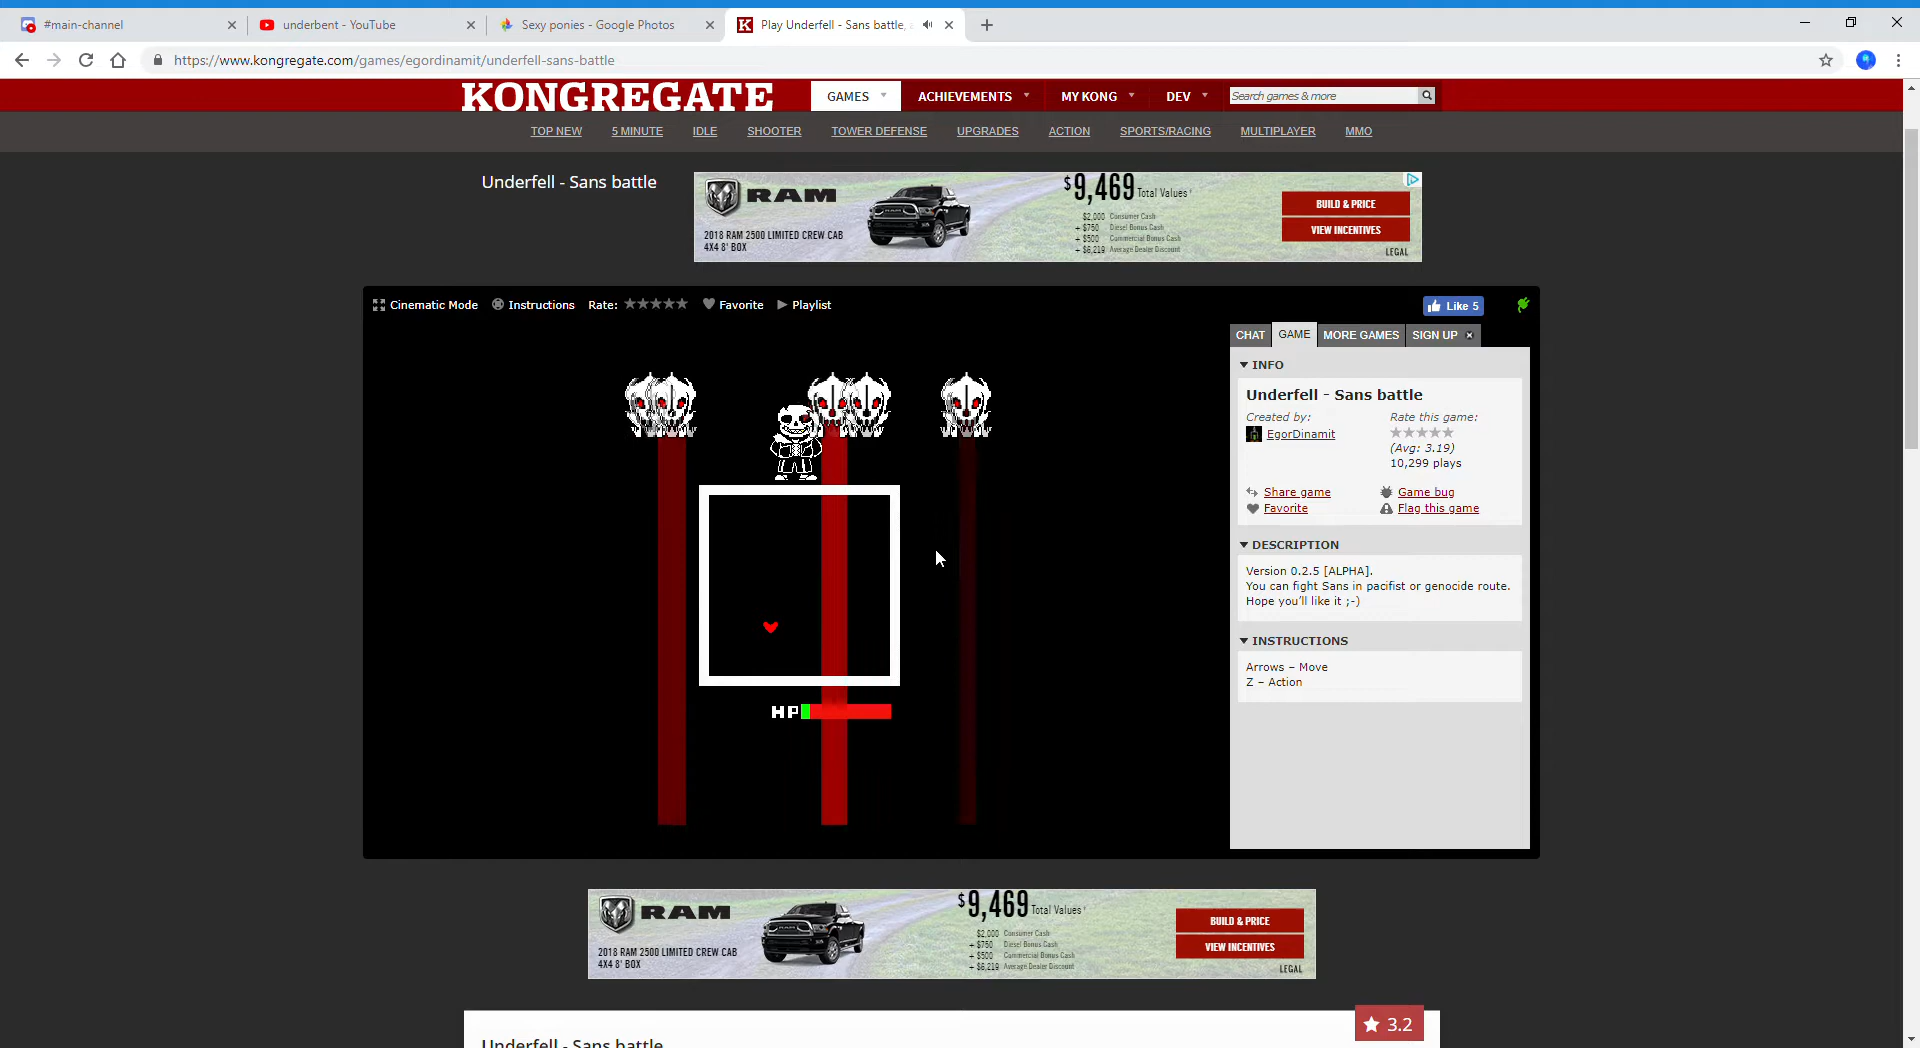 #main-channel
underbent - YouTube
Sexy ponies - Google Photos
Play Underfell - Sans battle,
https://www.kongregate.com/games/egordinamit/underfell-sans-battle
KONGREGATE
GAMES
ACHIEVEMENTS
MY KONG
DEV
Search games & more
TOP NEW
5 MINUTE
IDLE
SHOOTER
TOWER DEFENSE
UPGRADES
ACTION
SPORTS/RACING
MULTIPLAYER
MMO
Underfell - Sans battle
RAM
2018 RAM 2500 LIMITED CREW CAB
4X4 8' BOX
$9,469 Total Values
$2,000 Consumer Cash
+ $750 Diesel Bonus Cash
+ $500 Commercial Bonus Cash
+ $6,219 Average Dealer Discount
BUILD & PRICE
VIEW INCENTIVES
LEGAL
Cinematic Mode
Instructions
Rate:
Favorite
Playlist
Like 5
CHAT
GAME
MORE GAMES
SIGN UP
INFO
Underfell - Sans battle
Created by:
EgorDinamit
Rate this game:
(Avg: 3.19)
10,299 plays
Share game
Game bug
Favorite
Flag this game
DESCRIPTION
Version 0.2.5 [ALPHA].
You can fight Sans in pacifist or genocide route.
Hope you'll like it ;-)
INSTRUCTIONS
Arrows – Move
Z – Action
HP
RAM
2018 RAM 2500 LIMITED CREW CAB
4X4 8' BOX
$9,469 Total Values
$2,000 Consumer Cash
+ $750 Diesel Bonus Cash
+ $500 Commercial Bonus Cash
+ $6,219 Average Dealer Discount
BUILD & PRICE
VIEW INCENTIVES
LEGAL
3.2
Underfell - Sans battle